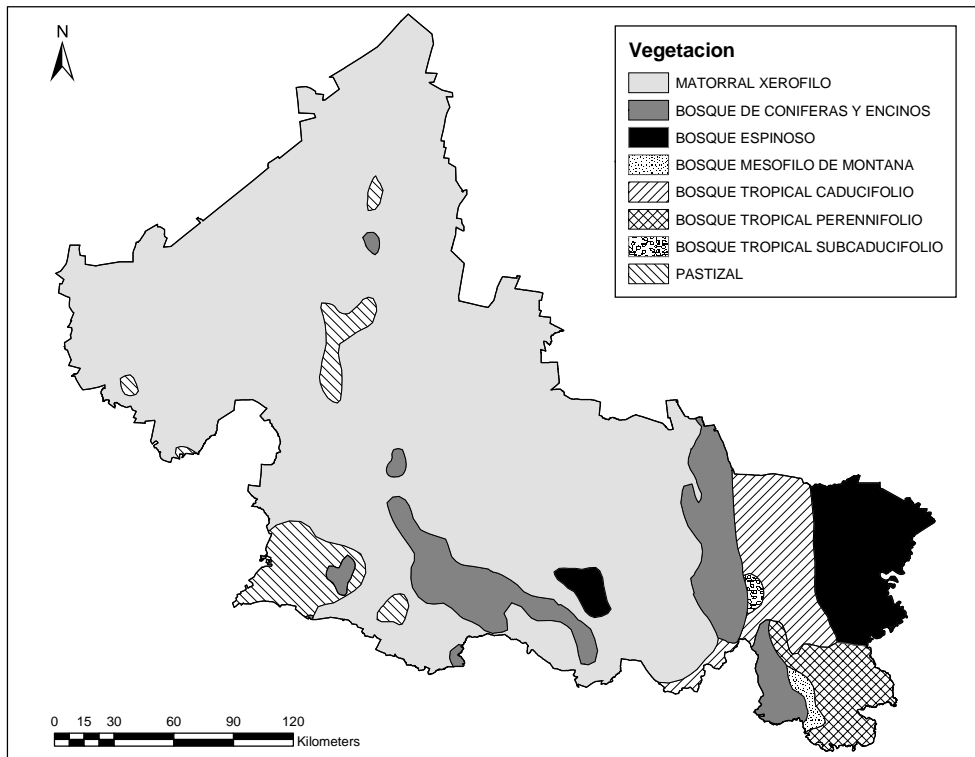 N
Vegetacion
MATORRAL XEROFILO
BOSQUE DE CONIFERAS Y ENCINOS
BOSQUE ESPINOSO
BOSQUE MESOFILO DE MONTANA
BOSQUE TROPICAL CADUCIFOLIO
BOSQUE TROPICAL PERENNIFOLIO
BOSQUE TROPICAL SUBCADUCIFOLIO
PASTIZAL
0 15 30 60 90 120
Kilometers